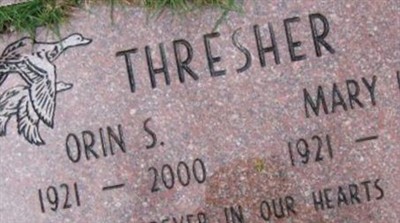 THRESHER
ORIN S. MARY
1921 — 2000 1921 —
IN OUR HEARTS